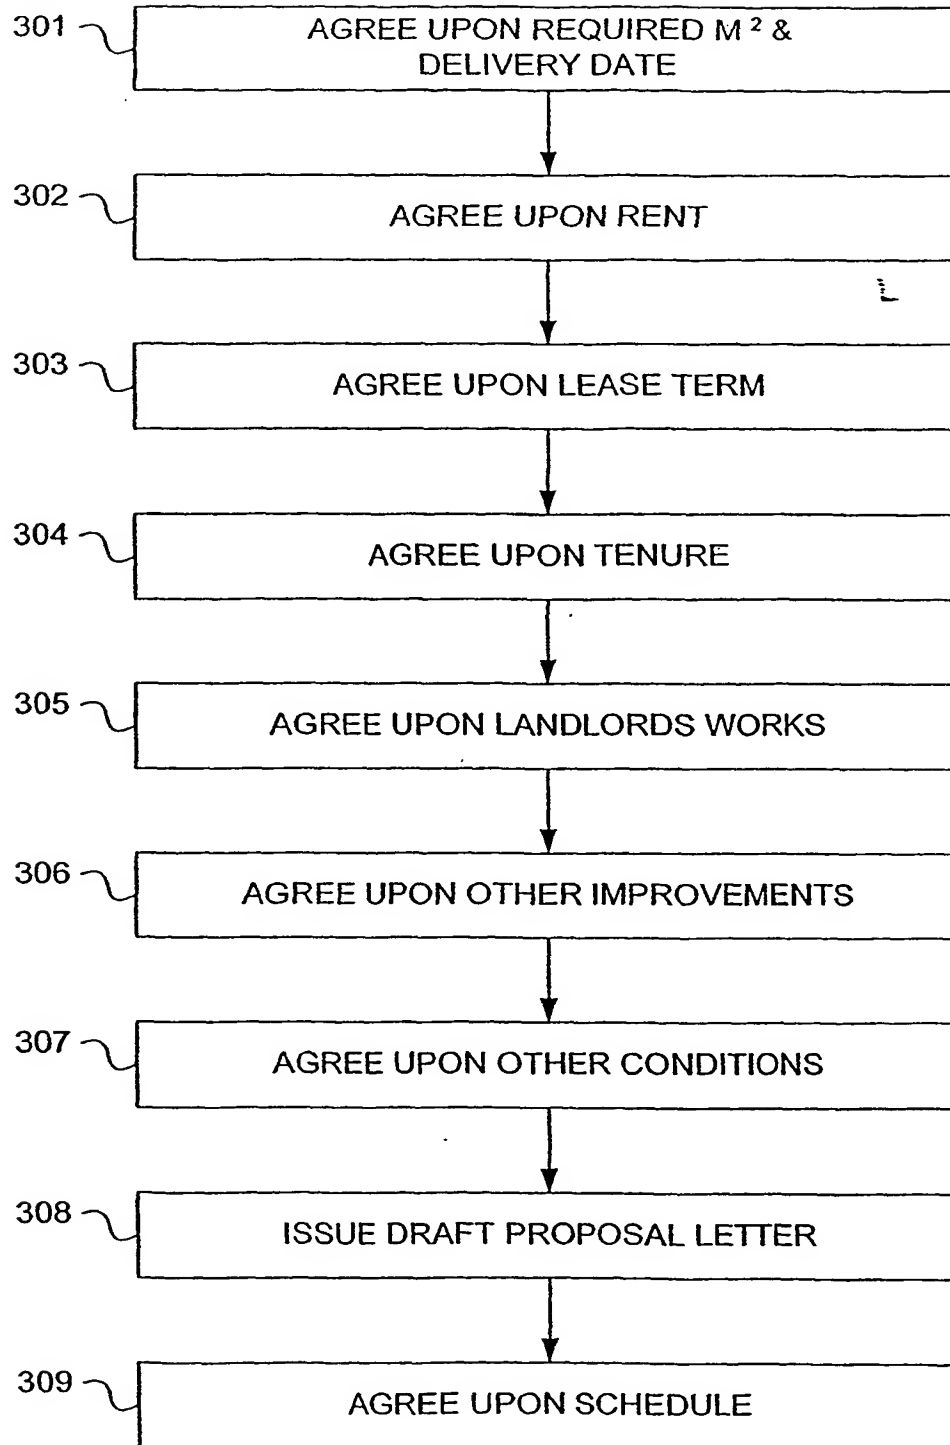 301
AGREE UPON REQUIRED M² &
DELIVERY DATE
302
AGREE UPON RENT
303
AGREE UPON LEASE TERM
304
AGREE UPON TENURE
305
AGREE UPON LANDLORDS WORKS
306
AGREE UPON OTHER IMPROVEMENTS
307
AGREE UPON OTHER CONDITIONS
308
ISSUE DRAFT PROPOSAL LETTER
309
AGREE UPON SCHEDULE